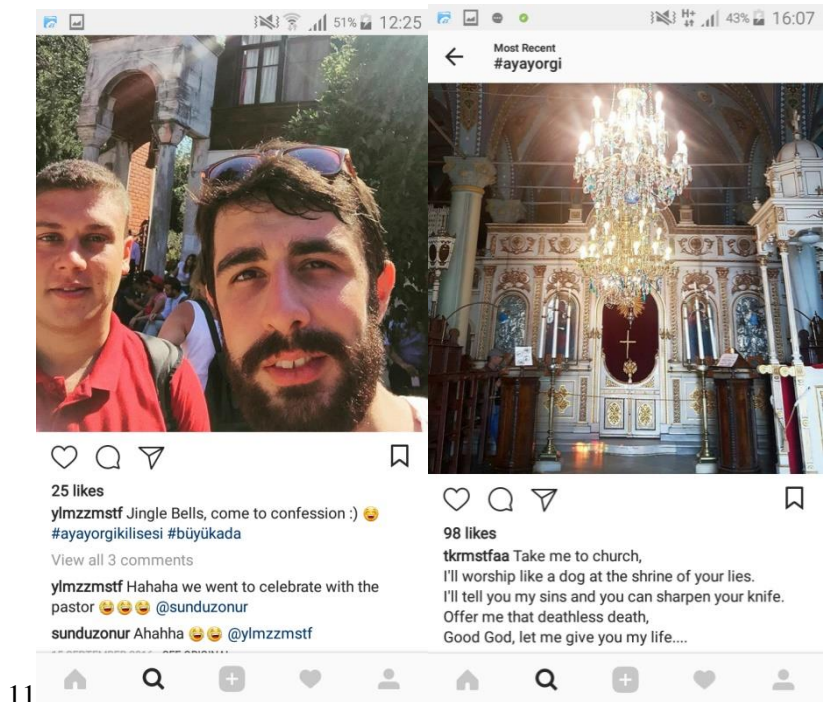 51% 12:25
25 likes
ylmzzmstf Jingle Bells, come to confession :) 😂
#ayayorgikilisesi #büyükada
View all 3 comments
ylmzzmstf Hahaha we went to celebrate with the
pastor 😂😂😂 @sunduzonur
sunduzonur Ahahha 😂😂 @ylmzzmstf
H+ 43% 16:07
Most Recent
#ayayorgi
98 likes
tkrmstfaa Take me to church,
I'll worship like a dog at the shrine of your lies.
I'll tell you my sins and you can sharpen your knife.
Offer me that deathless death,
Good God, let me give you my life....
11